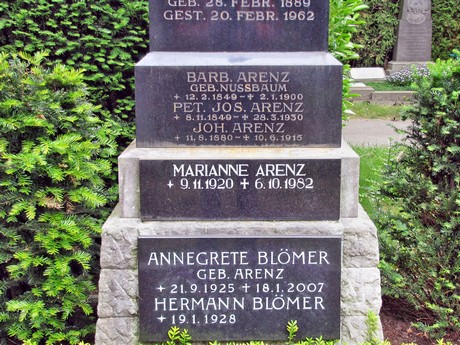 GEB. 28. FEBR. 1889
GEST. 20. FEBR. 1962
BARB. ARENZ
GEB. NUSSBAUM
+ 12.2.1849 - + 2.1.1900
PET. JOS. ARENZ
+ 8.11.1849 - + 28.3.1930
JOH. ARENZ
+ 11.8.1880 - + 10.6.1915
MARIANNE ARENZ
+ 9.11.1920 + 6.10.1982
ANNEGRETE BLÖMER
GEB. ARENZ
+ 21.9.1925 + 18.1.2007
HERMANN BLÖMER
+ 19.1.1928